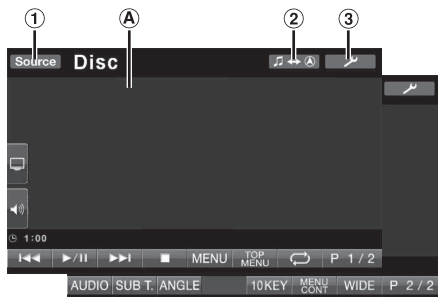 1 A 2 3
Source Disc
1:00
MENU TOP MENU P 1 / 2
AUDIO SUB T. ANGLE 10KEY MENU CONT WIDE P 2 / 2